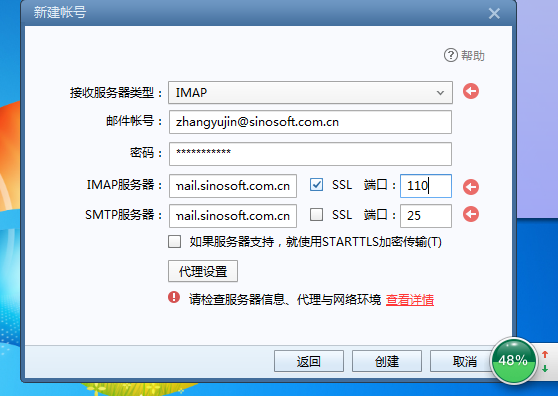 新建帐号
帮助
接收服务器类型： IMAP
邮件帐号： zhangyujin@sinosoft.com.cn
密码： ***********
IMAP服务器： mail.sinosoft.com.cn SSL 端口： 110
SMTP服务器： mail.sinosoft.com.cn SSL 端口： 25
如果服务器支持，就使用STARTTLS加密传输(T)
代理设置
请检查服务器信息、代理与网络环境 查看详情
返回 创建 取消 48%